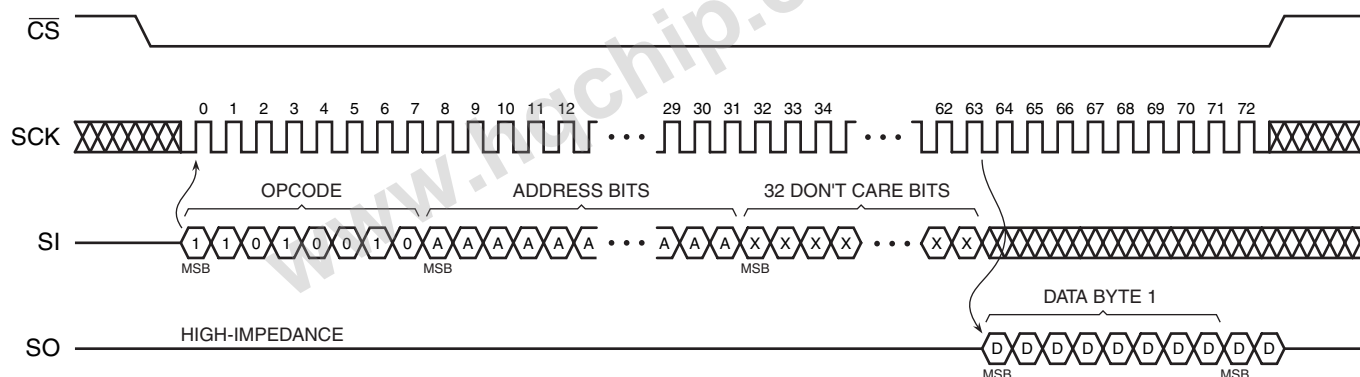 CS
0 1 2 3 4 5 6 7 8 9 10 11 12 29 30 31 32 33 34 62 63 64 65 66 67 68 69 70 71 72
SCK
OPCODE ADDRESS BITS 32 DON'T CARE BITS
SI 1 1 0 1 0 0 1 0 A A A A A A A A A X X X X X X
MSB MSB MSB
DATA BYTE 1
HIGH-IMPEDANCE
SO D D D D D D D D D D
MSB MSB